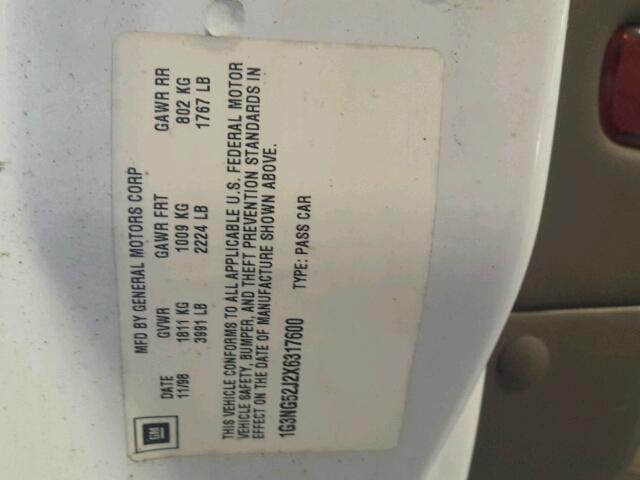 MFD BY GENERAL MOTORS CORP
DATE GVWR GAWR FRT GAWR RR
11/98 1811 KG 1009 KG 802 KG
3991 LB 2224 LB 1767 LB
GM
THIS VEHICLE CONFORMS TO ALL APPLICABLE U.S. FEDERAL MOTOR
VEHICLE SAFETY, BUMPER, AND THEFT PREVENTION STANDARDS IN
EFFECT ON THE DATE OF MANUFACTURE SHOWN ABOVE.
1G3NG52J2X6317600 TYPE: PASS CAR